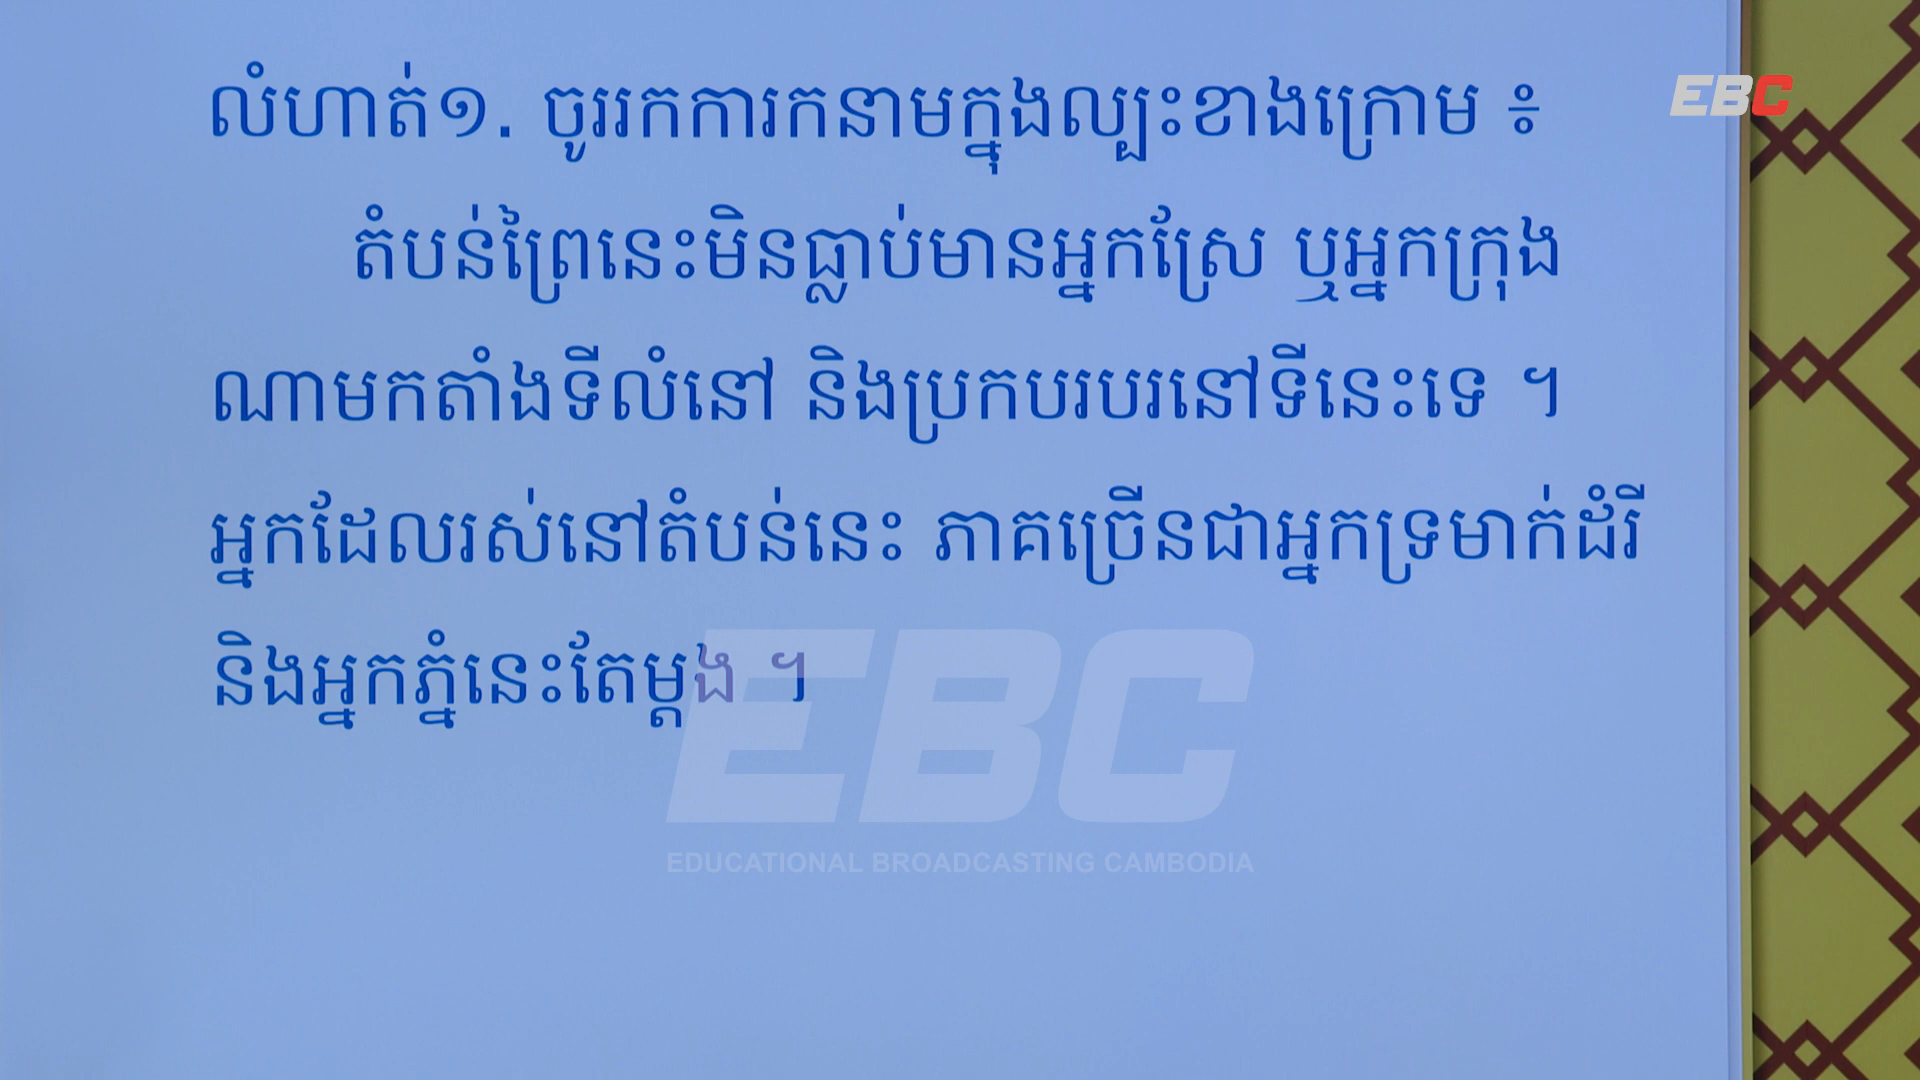 លំហាត់១. ចូររកការកនាមក្នុងល្បះខាងក្រោម ៖
EBC
តំបន់ព្រៃនេះមិនធ្លាប់មានអ្នកស្រែ ឬអ្នកក្រុង
ណាមកតាំងទីលំនៅ និងប្រកបរបរនៅទីនេះទេ ។
អ្នកដែលរស់នៅតំបន់នេះ ភាគច្រើនជាអ្នកទ្រមាក់ដំរី
និងអ្នកភ្នំនេះតែម្ដង ។
EBC
EDUCATIONAL BROADCASTING CAMBODIA